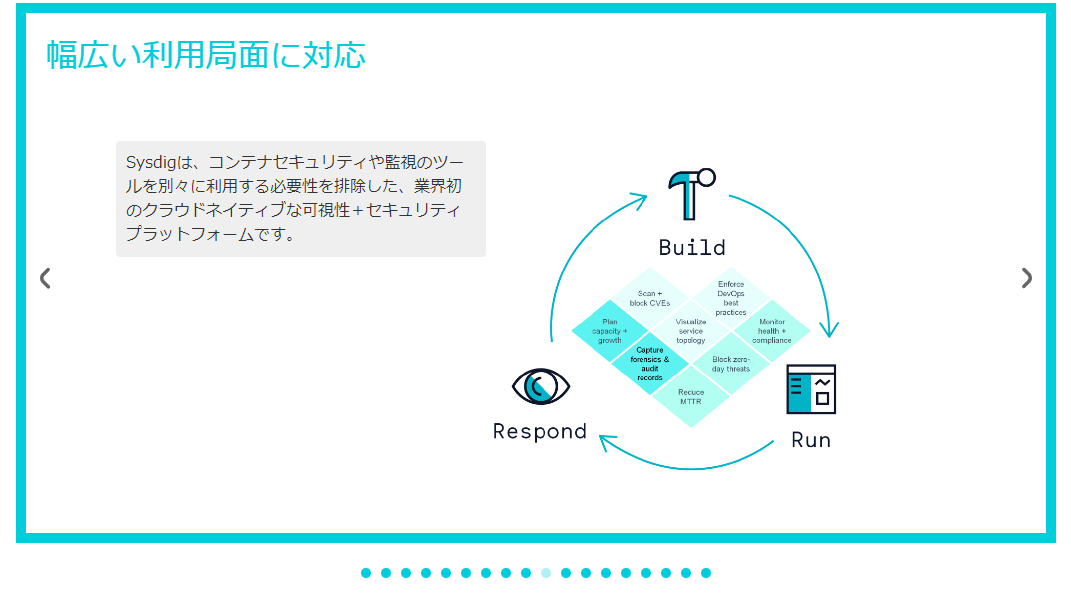 幅広い利用局面に対応
Sysdigは、コンテナセキュリティや監視のツー
ルを別々に利用する必要性を排除した、業界初
のクラウドネイティブな可視性＋セキュリティ
プラットフォームです。
Build
Scan +
block CVEs
Enforce
DevOps
best
practices
Plan
capacity +
growth
Visualize
service
topology
Monitor
health +
compliance
Capture
forensics &
audit
records
Block zero-
day threats
Reduce
MTTR
Respond
Run